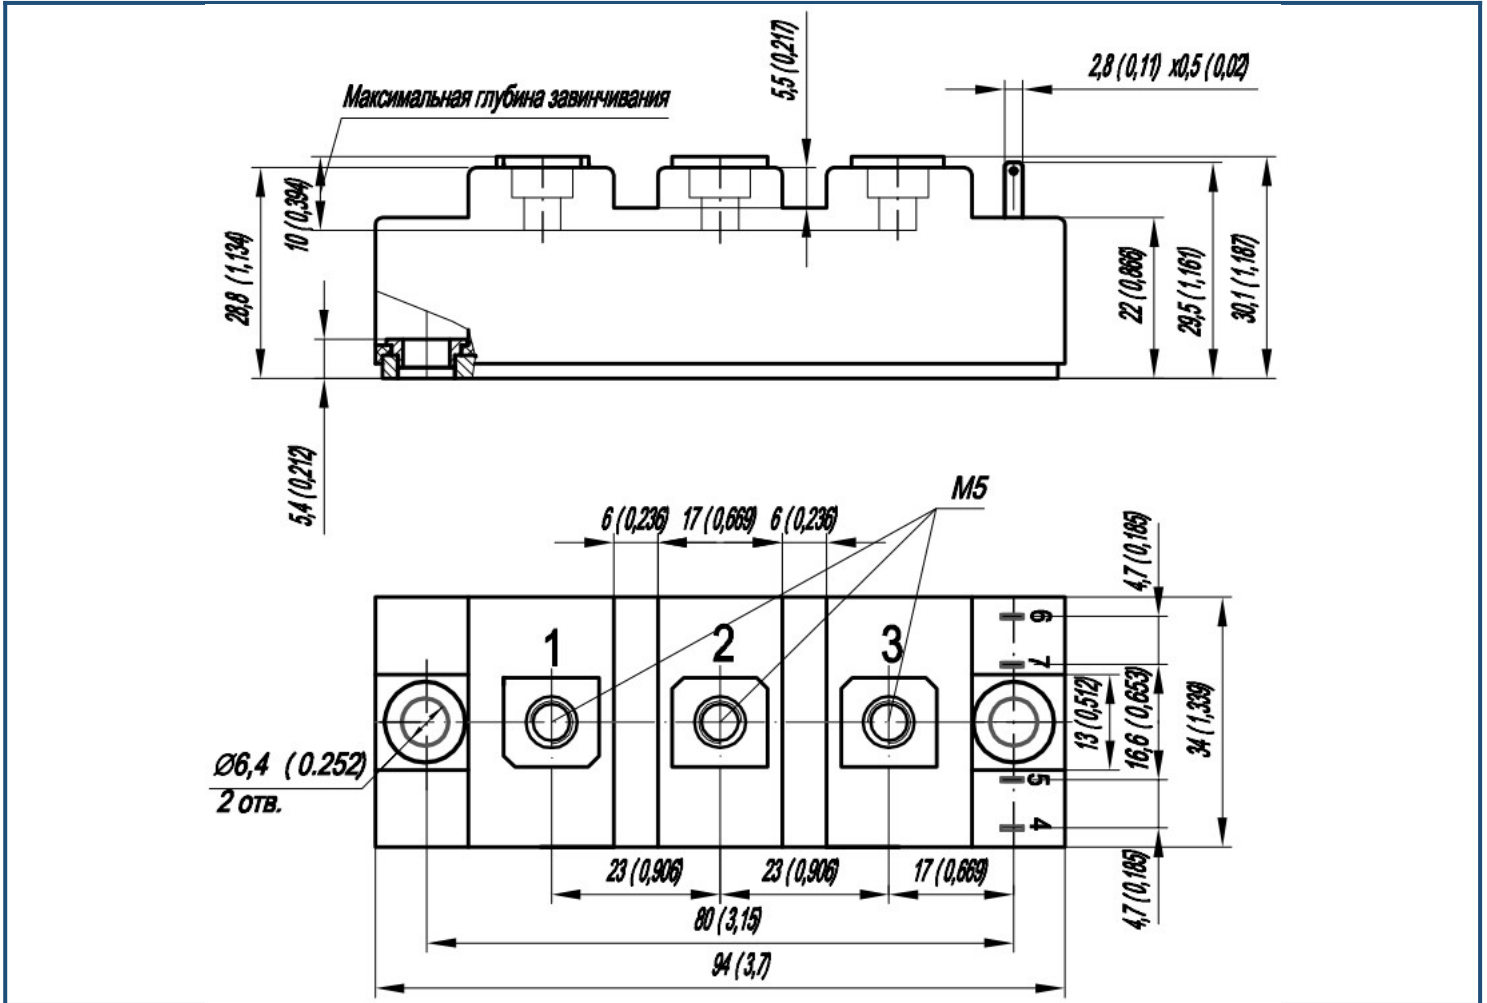 5,5 (0,217)
2,8 (0,11) x0,5 (0,02)
Максимальная глубина завинчивания
10 (0,394)
28,8 (1,134)
22 (0,866)
29,5 (1,161)
30,1 (1,187)
5,4 (0,212)
M5
6 (0,236) 17 (0,669) 6 (0,236)
4,7 (0,185)
1 2 3
6
7
5
4
13 (0,512)
16,6 (0,653)
34 (1,339)
Ø6,4 (0.252)
2 отв.
23 (0,906) 23 (0,906) 17 (0,669)
4,7 (0,185)
80 (3,15)
94 (3,7)